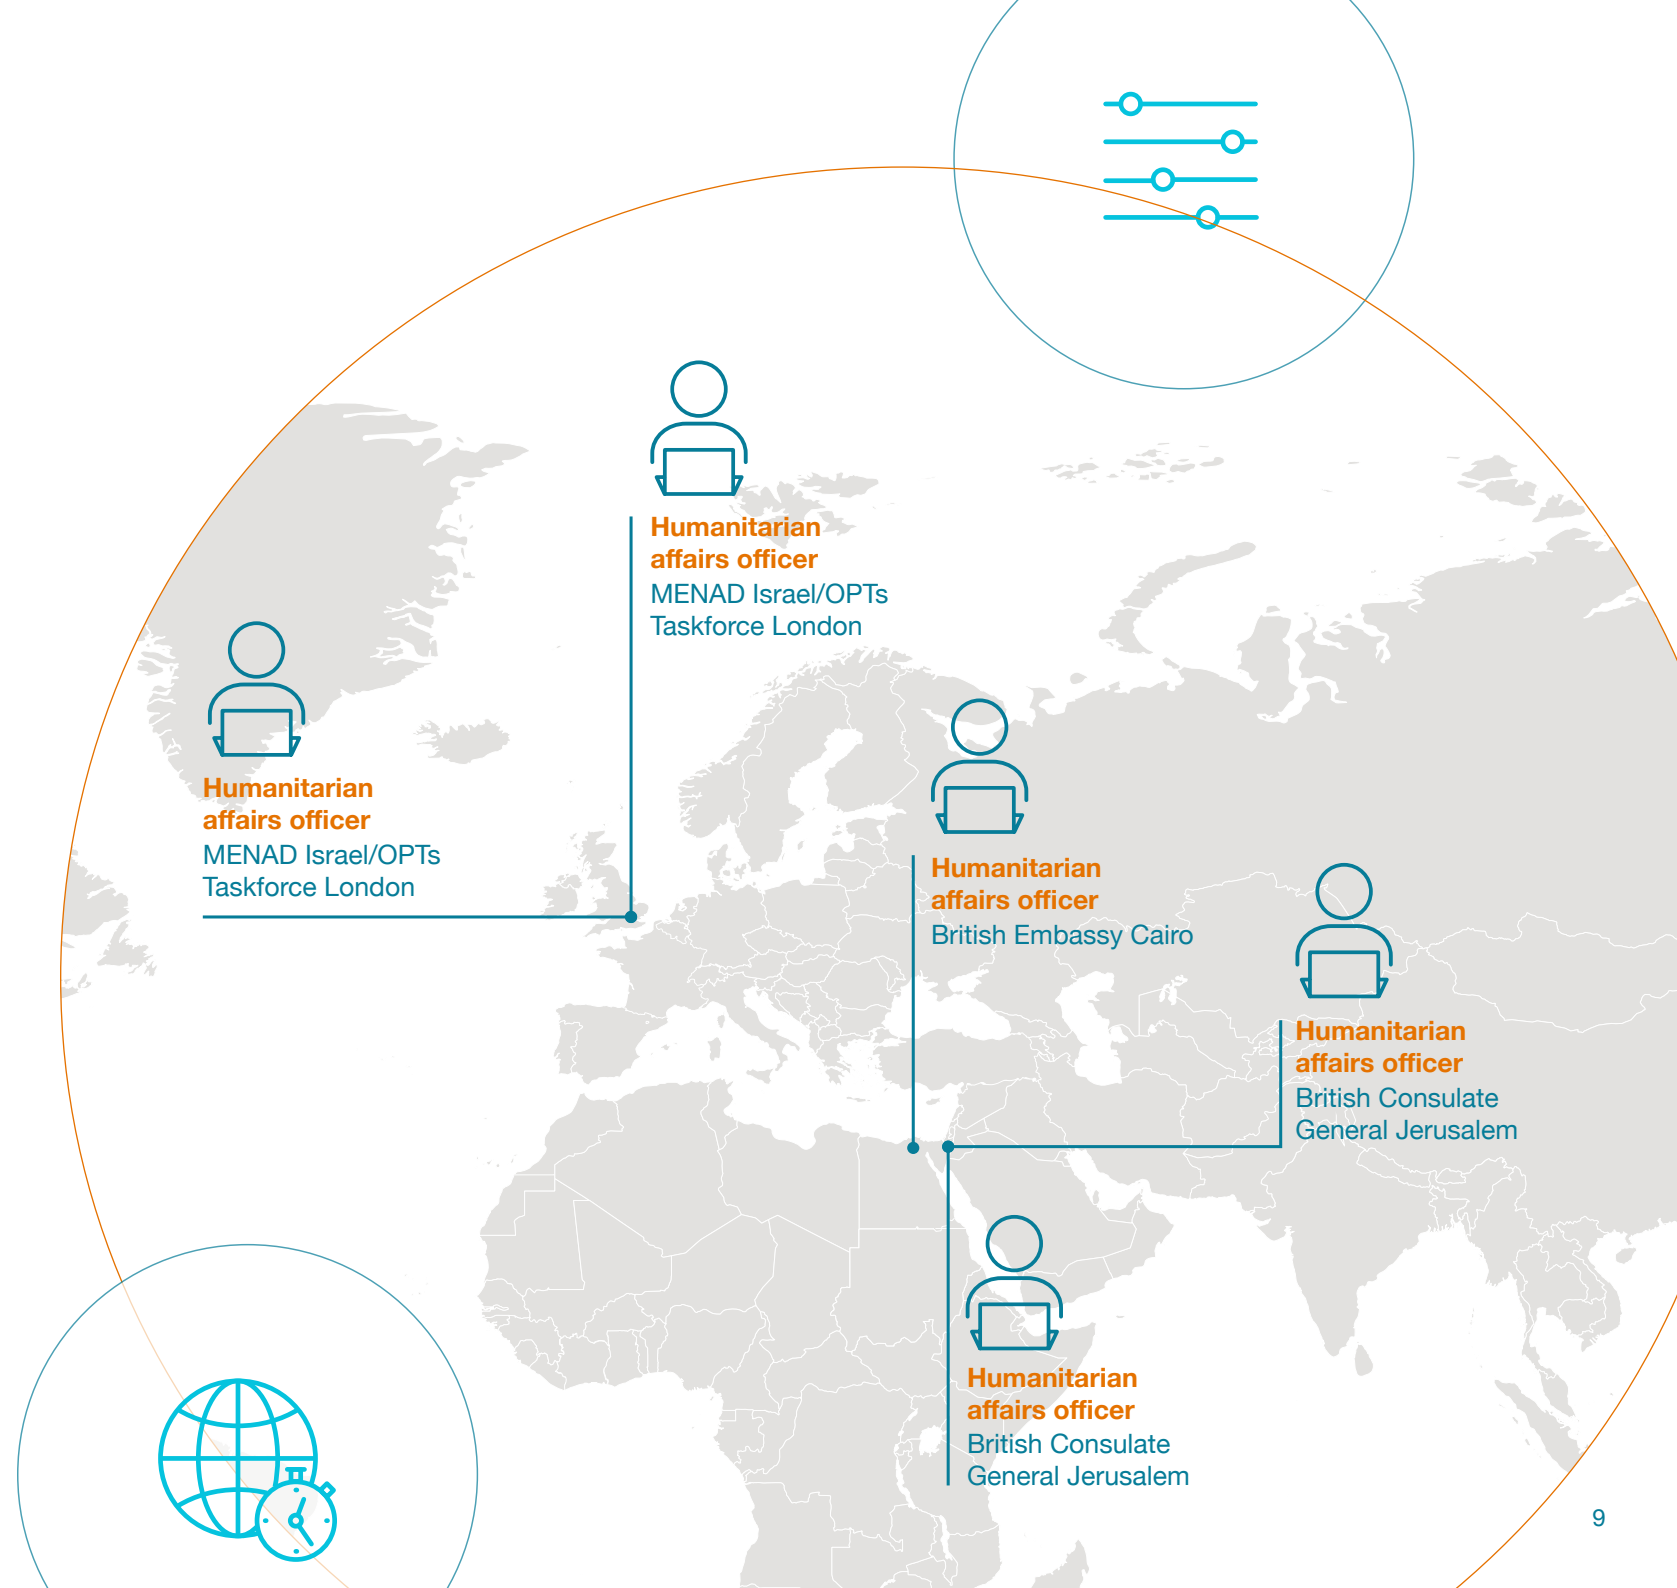 Humanitarian
affairs officer
MENAD Israel/OPTs
Taskforce London
Humanitarian
affairs officer
MENAD Israel/OPTs
Taskforce London
Humanitarian
affairs officer
British Embassy Cairo
Humanitarian
affairs officer
British Consulate
General Jerusalem
Humanitarian
affairs officer
British Consulate
General Jerusalem
9